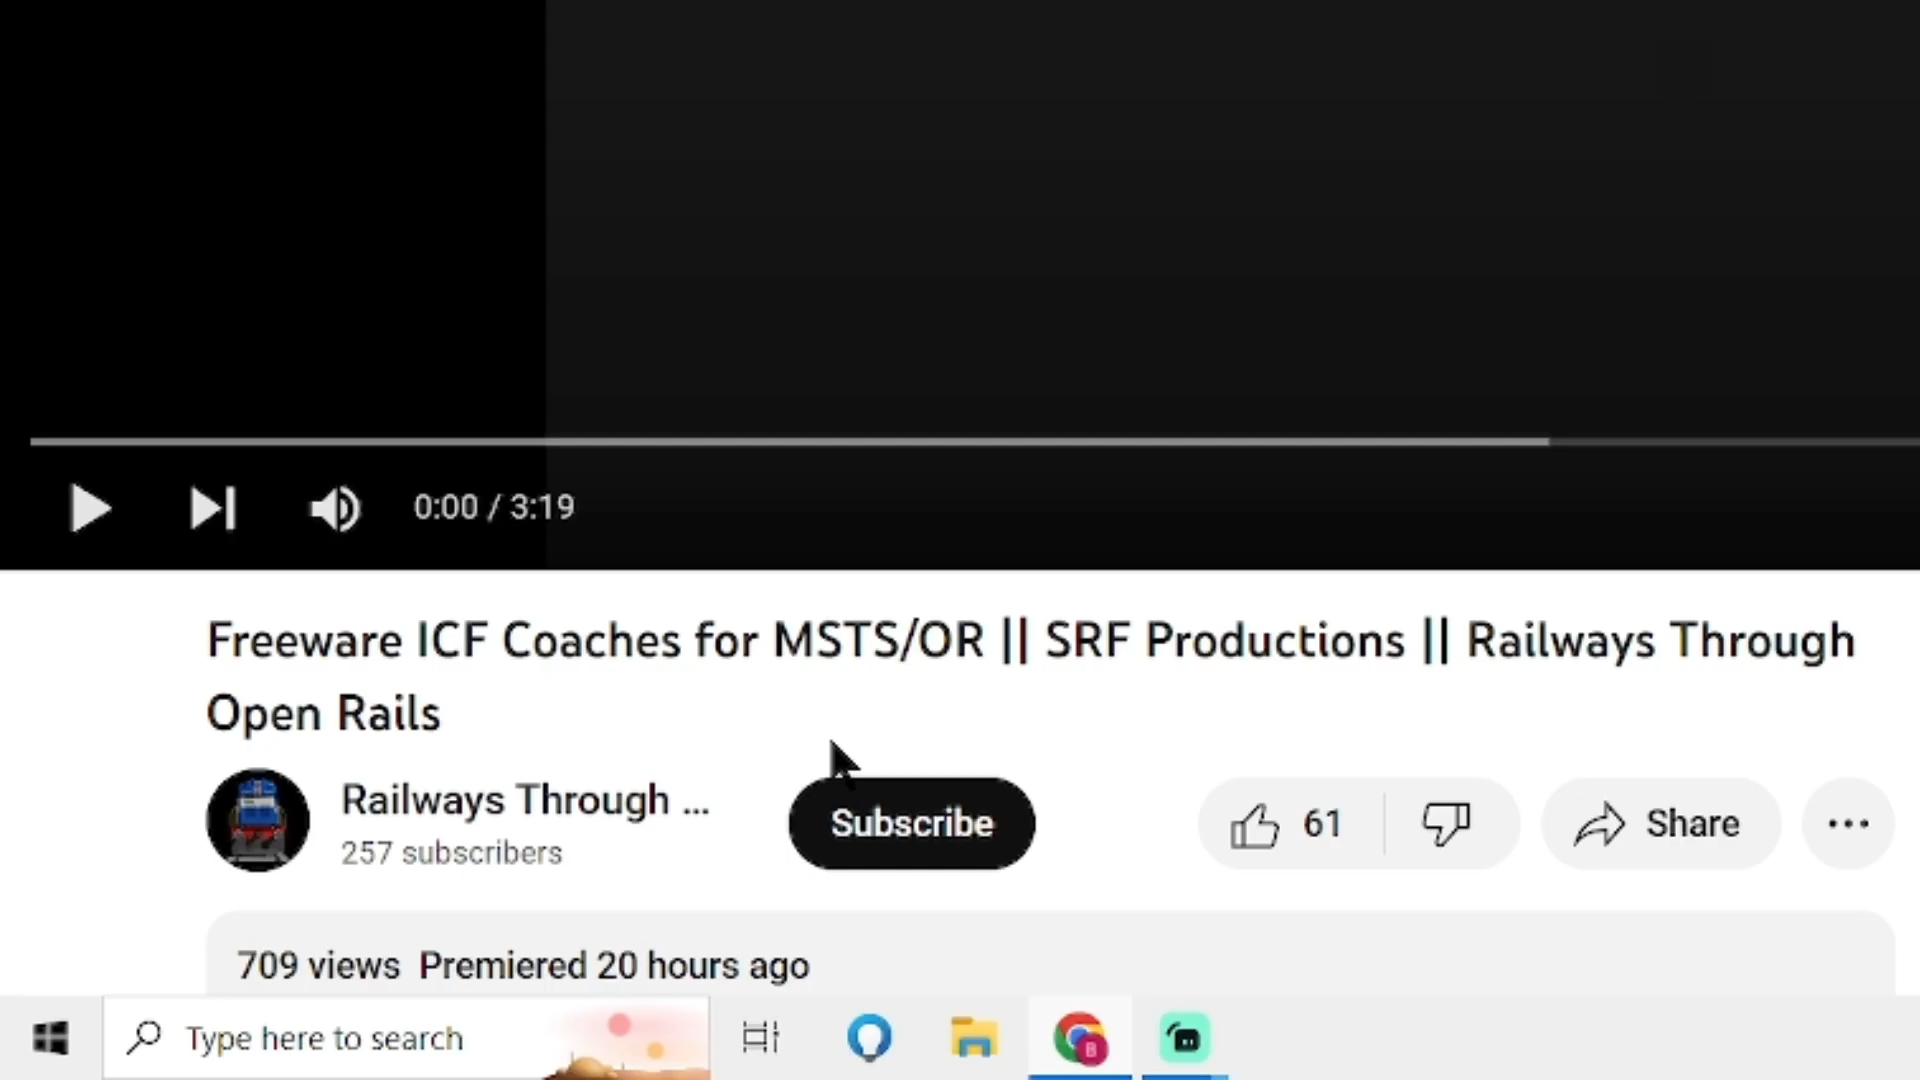 0:00 / 3:19
Freeware ICF Coaches for MSTS/OR || SRF Productions || Railways Through
Open Rails
Railways Through ...
257 subscribers
Subscribe
61
Share
709 views Premiered 20 hours ago
Type here to search
B